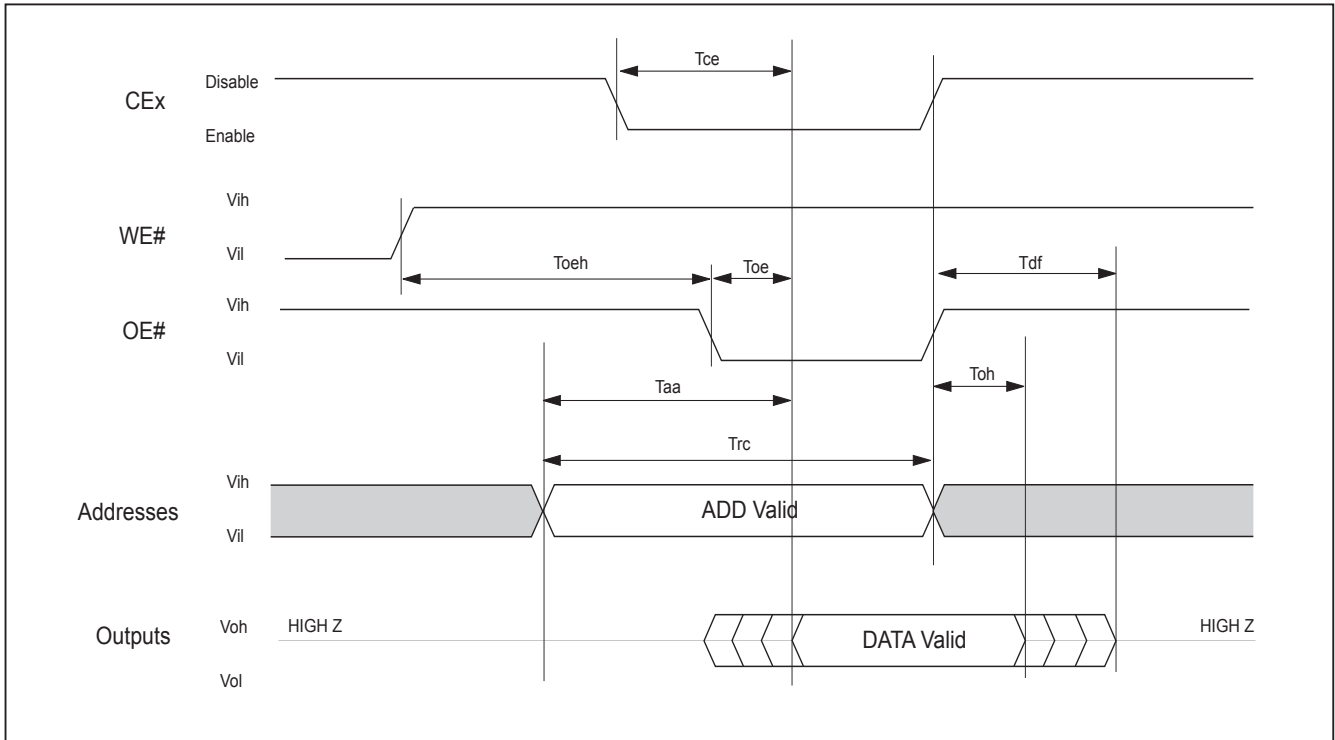 Tce
Disable
CEx
Enable
Vih
WE#
Vil
Toeh
Toe
Tdf
Vih
OE#
Vil
Toh
Taa
Trc
Vih
Addresses
ADD Valid
Vil
Outputs
Voh
HIGH Z
DATA Valid
HIGH Z
Vol